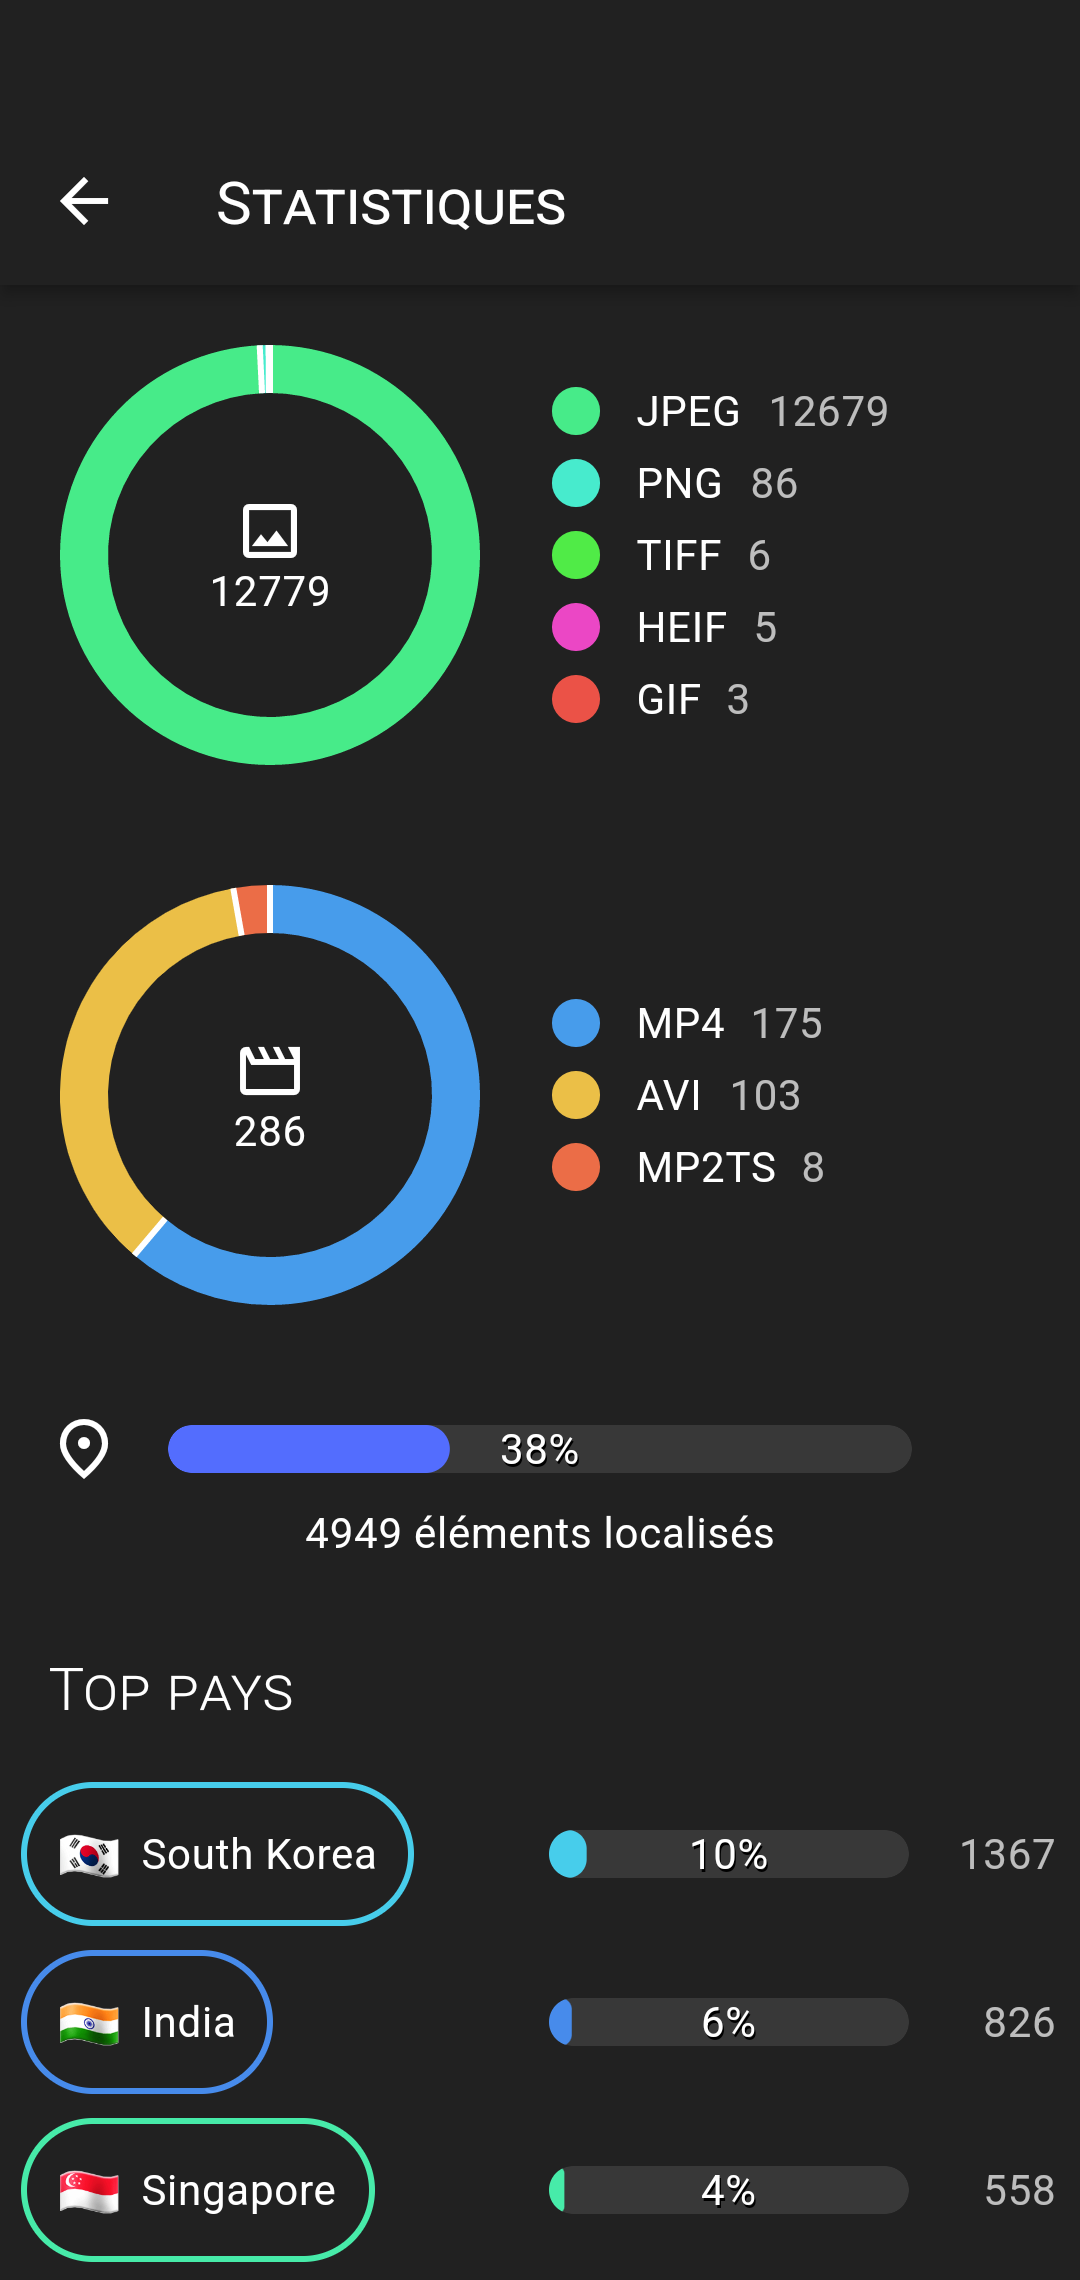 Statistiques
JPEG 12679
PNG 86
TIFF 6
HEIF 5
GIF 3
12779
MP4 175
AVI 103
MP2TS 8
286
38%
4949 éléments localisés
Top pays
South Korea 10% 1367
India 6% 826
Singapore 4% 558